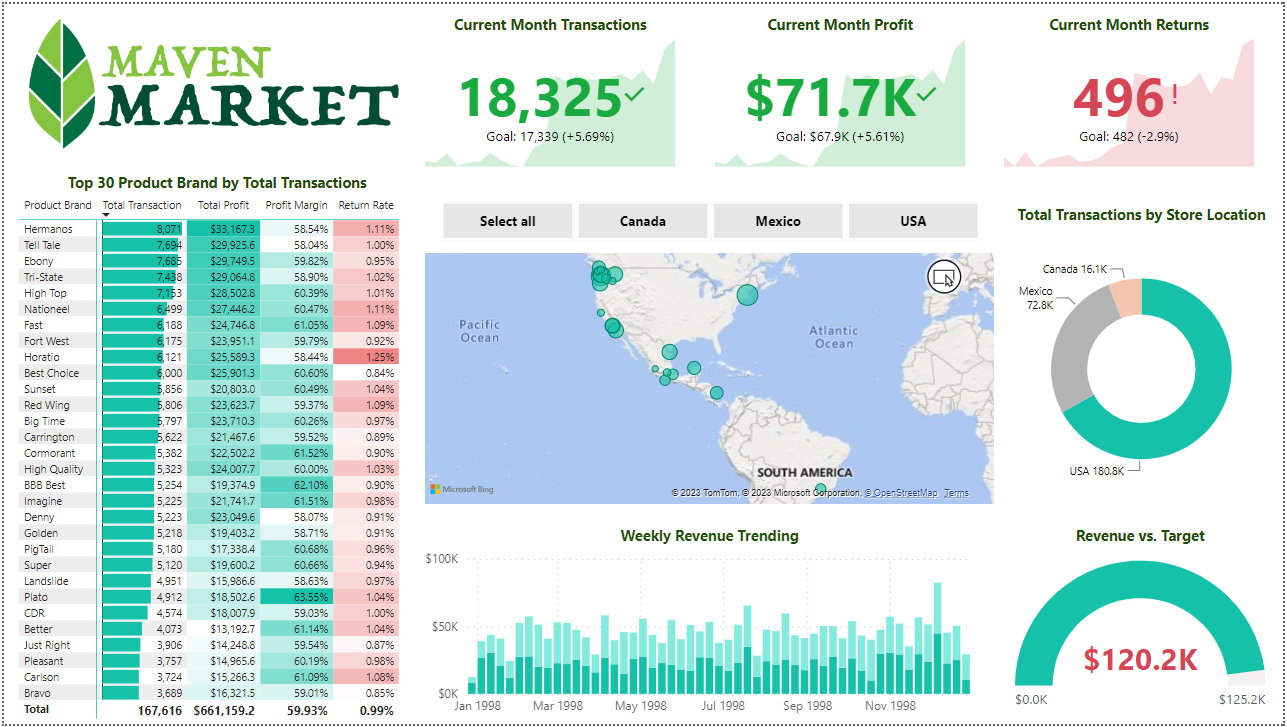 MAVEN
MARKET
Current Month Transactions
18,325
Goal: 17,339 (+5.69%)
Current Month Profit
$71.7K
Goal: $67.9K (+5.61%)
Current Month Returns
496!
Goal: 482 (-2.9%)
Top 30 Product Brand by Total Transactions
Product Brand Total Transaction Total Profit Profit Margin Return Rate
Hermanos 8,071 $33,167.3 58.54% 1.11%
Tell Tale 7,694 $29,925.6 58.04% 1.00%
Ebony 7,685 $29,749.5 59.82% 0.95%
Tri-State 7,438 $29,064.8 58.90% 1.02%
High Top 7,153 $28,502.8 60.39% 1.01%
Nationeel 6,499 $27,446.2 60.47% 1.11%
Fast 6,188 $24,746.8 61.05% 1.09%
Fort West 6,175 $23,951.1 59.79% 0.92%
Horatio 6,121 $25,589.3 58.44% 1.25%
Best Choice 6,000 $25,901.3 60.60% 0.84%
Sunset 5,856 $20,803.0 60.49% 1.04%
Red Wing 5,806 $23,623.7 59.37% 1.09%
Big Time 5,797 $23,710.3 60.26% 0.97%
Carrington 5,622 $21,467.6 59.52% 0.89%
Cormorant 5,382 $22,502.2 61.52% 0.90%
High Quality 5,323 $24,007.7 60.00% 1.03%
BBB Best 5,254 $19,374.9 62.10% 0.90%
Imagine 5,225 $21,741.7 61.51% 0.98%
Denny 5,223 $23,049.6 58.07% 0.91%
Golden 5,218 $19,403.2 58.71% 0.91%
PigTail 5,180 $17,338.4 60.68% 0.96%
Super 5,120 $19,600.2 60.66% 0.94%
Landslide 4,951 $15,986.6 58.63% 0.97%
Plato 4,912 $18,502.6 63.55% 1.04%
CDR 4,574 $18,007.9 59.03% 1.00%
Better 4,073 $13,192.7 61.14% 1.04%
Just Right 3,906 $14,248.8 59.54% 0.87%
Pleasant 3,757 $14,965.6 60.19% 0.98%
Carlson 3,724 $15,266.3 61.09% 1.08%
Bravo 3,689 $16,321.5 59.01% 0.85%
Total 167,616 $661,159.2 59.93% 0.99%
Select all
Canada
Mexico
USA
Pacific
Ocean
Atlantic
Ocean
SOUTH AMERICA
Microsoft Bing
© 2023 TomTom, © 2023 Microsoft Corporation, © OpenStreetMap Terms
Total Transactions by Store Location
Canada 16.1K
Mexico
72.8K
USA 180.8K
Weekly Revenue Trending
$100K
$50K
$0K
Jan 1998 Mar 1998 May 1998 Jul 1998 Sep 1998 Nov 1998
Revenue vs. Target
$120.2K
$0.0K
$125.2K